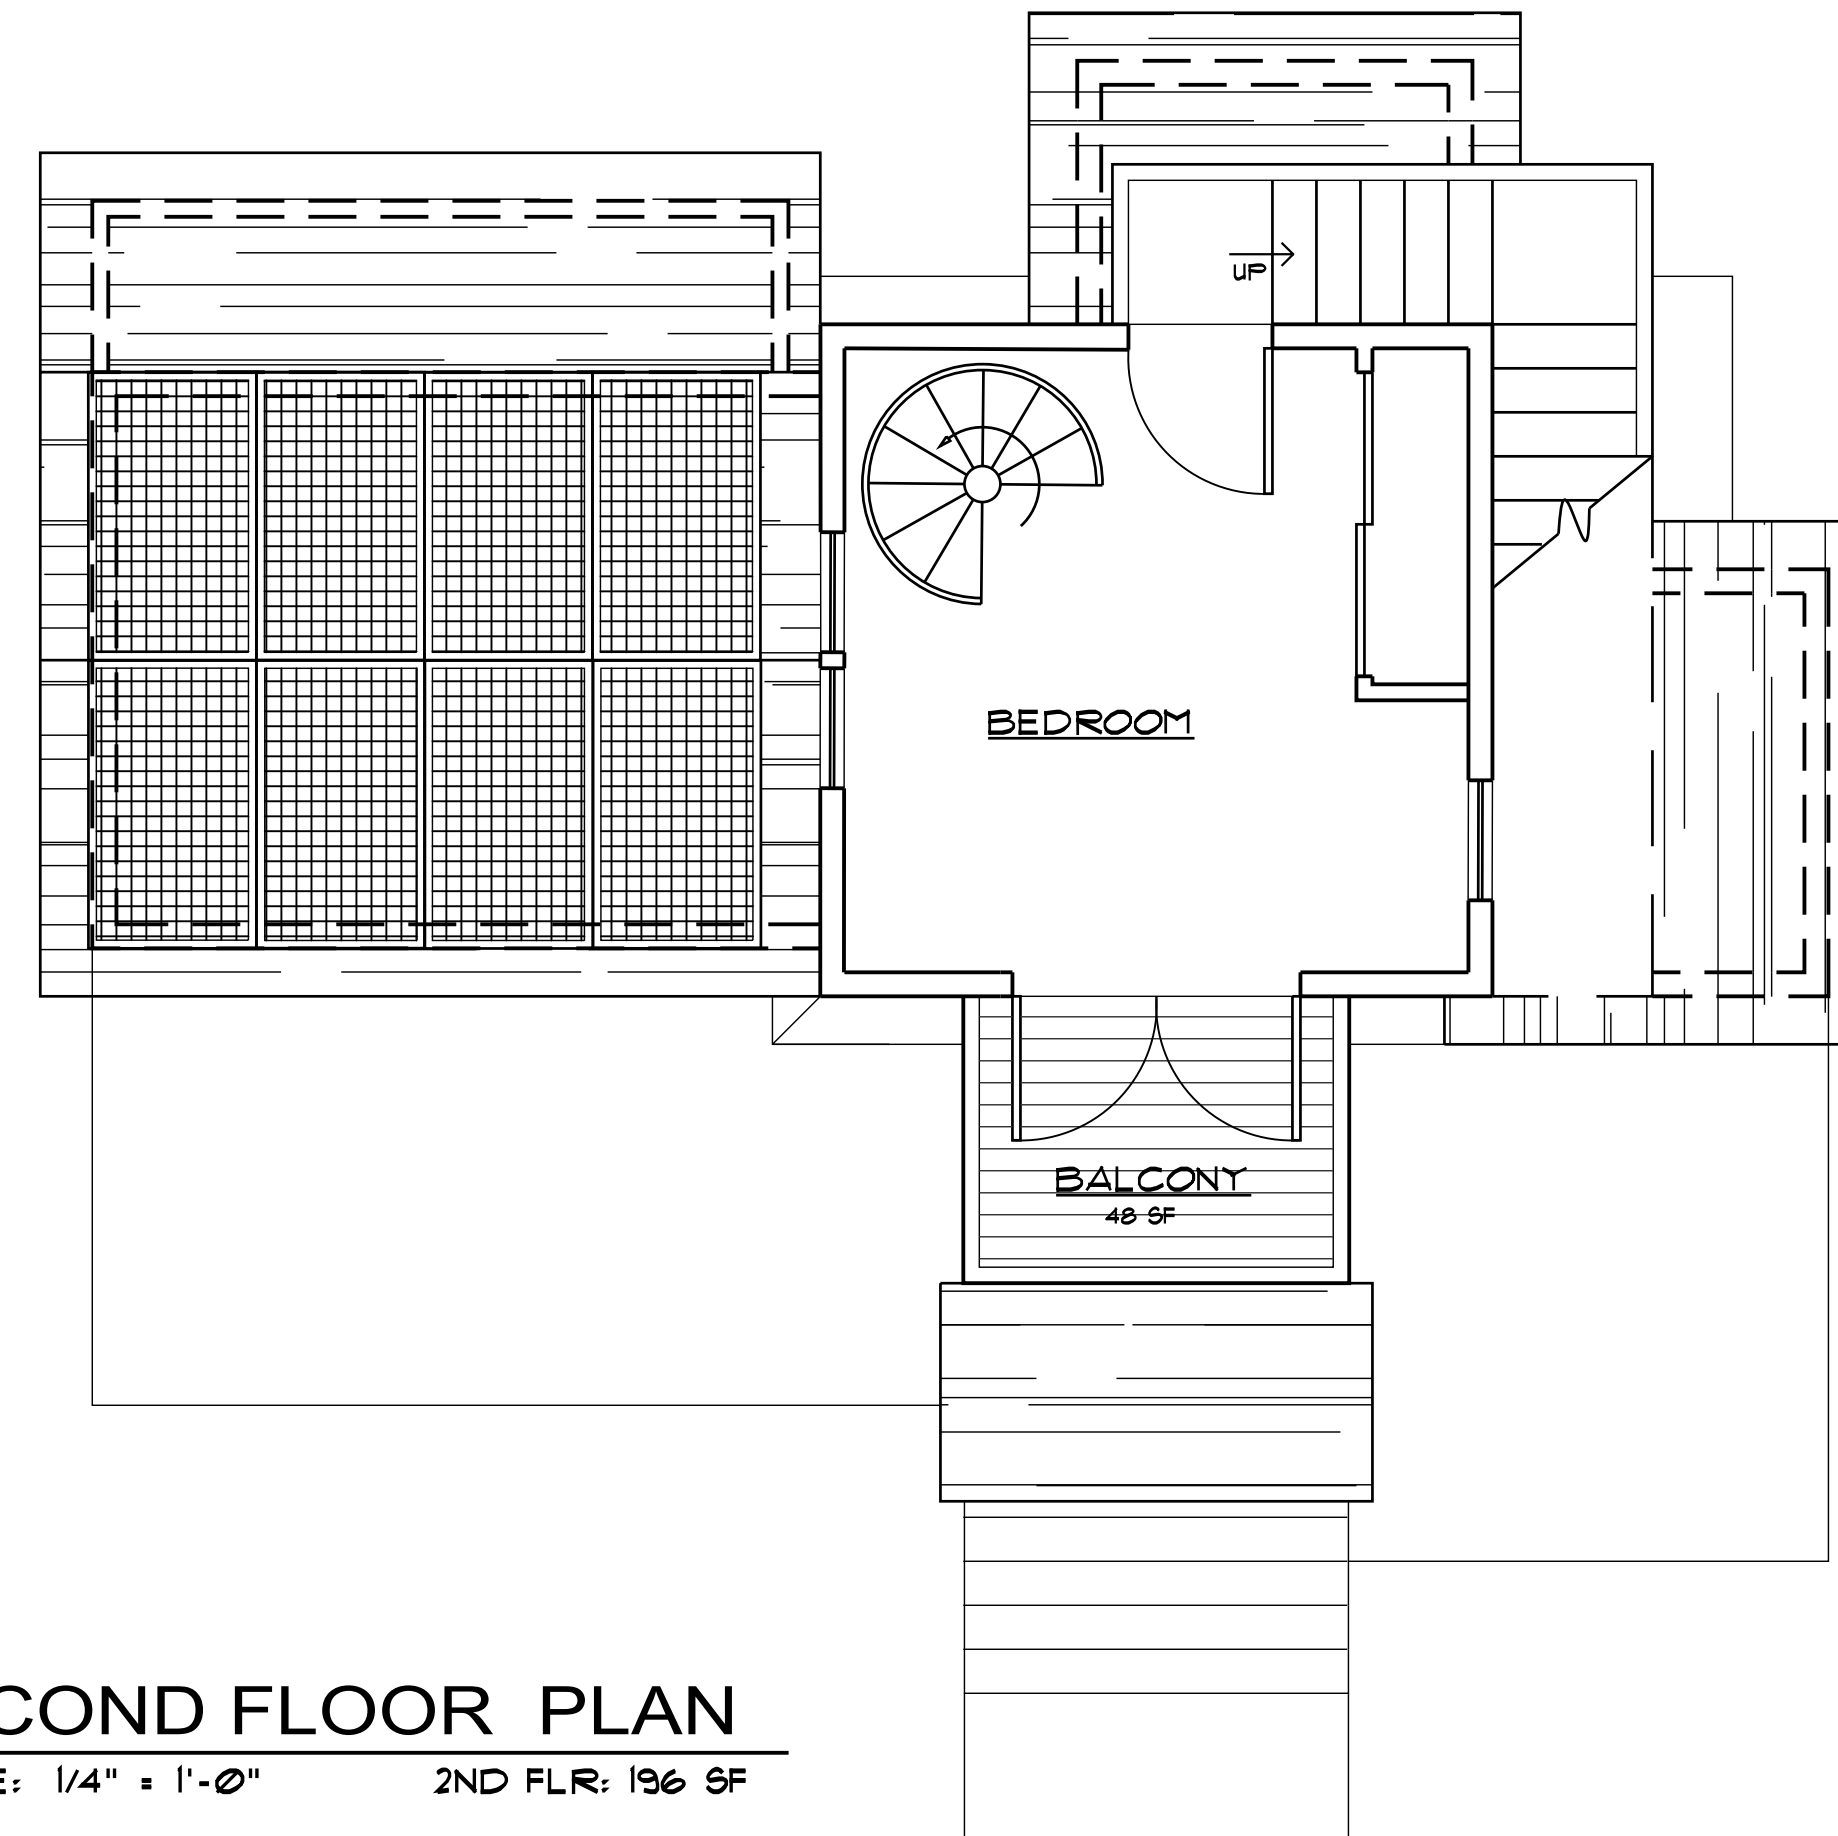 UP
BEDROOM
BALCONY
48 SF
COND FLOOR PLAN
E: 1/4" = 1'-0" 2ND FLR: 196 SF